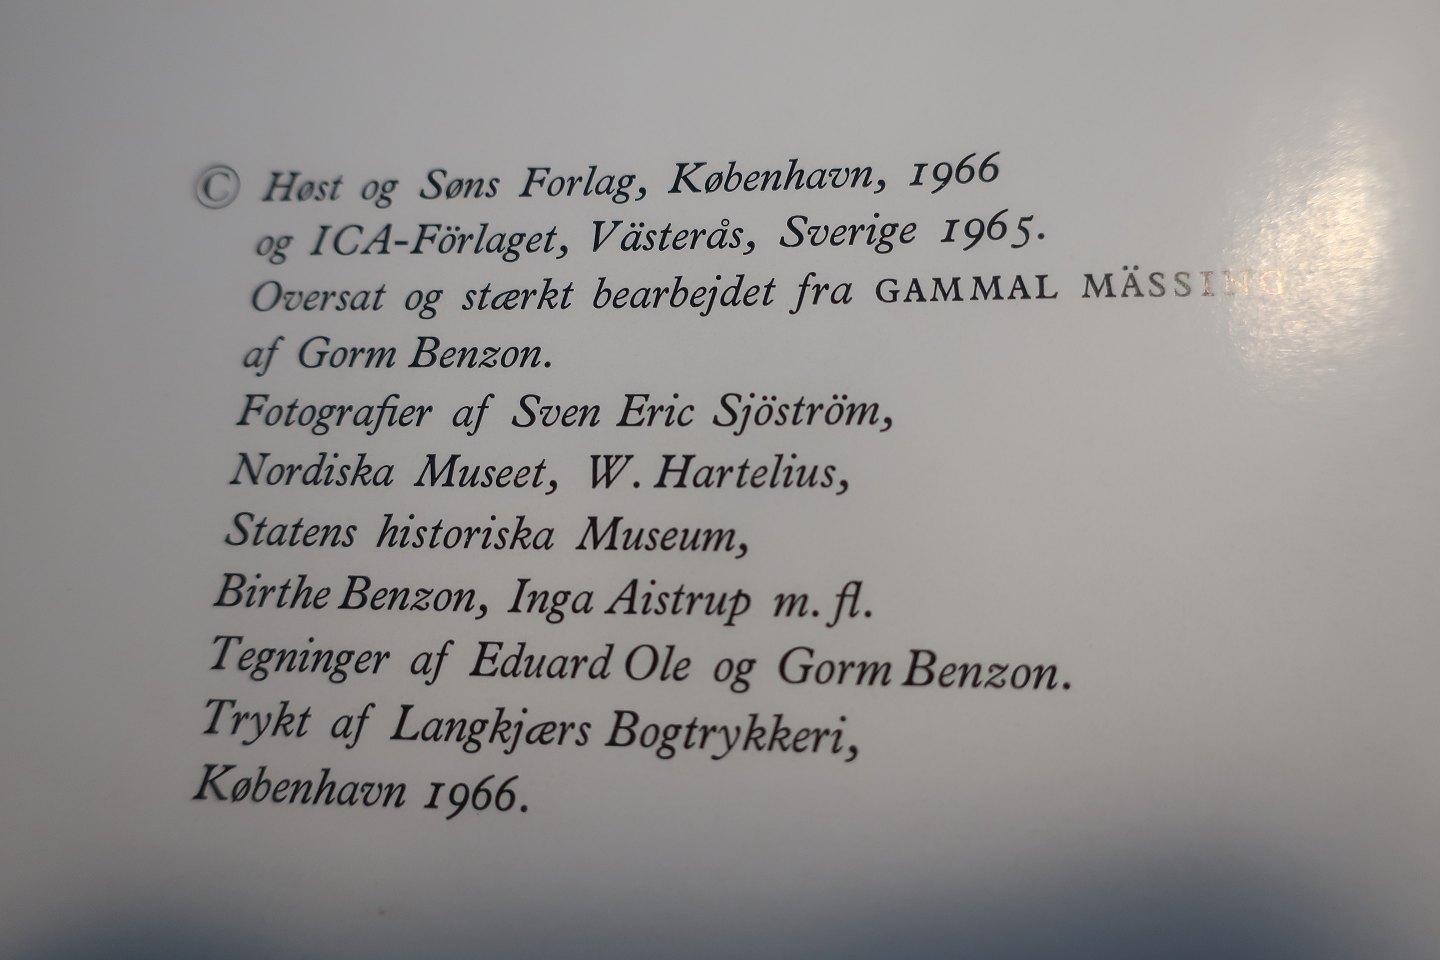 © Høst og Søns Forlag, København, 1966
og ICA-Förlaget, Västerås, Sverige 1965.
Oversat og stærkt bearbejdet fra GAMMAL MÄSSING
af Gorm Benzon.
Fotografier af Sven Eric Sjöström,
Nordiska Museet, W. Hartelius,
Statens historiska Museum,
Birthe Benzon, Inga Aistrup m. fl.
Tegninger af Eduard Ole og Gorm Benzon.
Trykt af Langkjærs Bogtrykkeri,
København 1966.